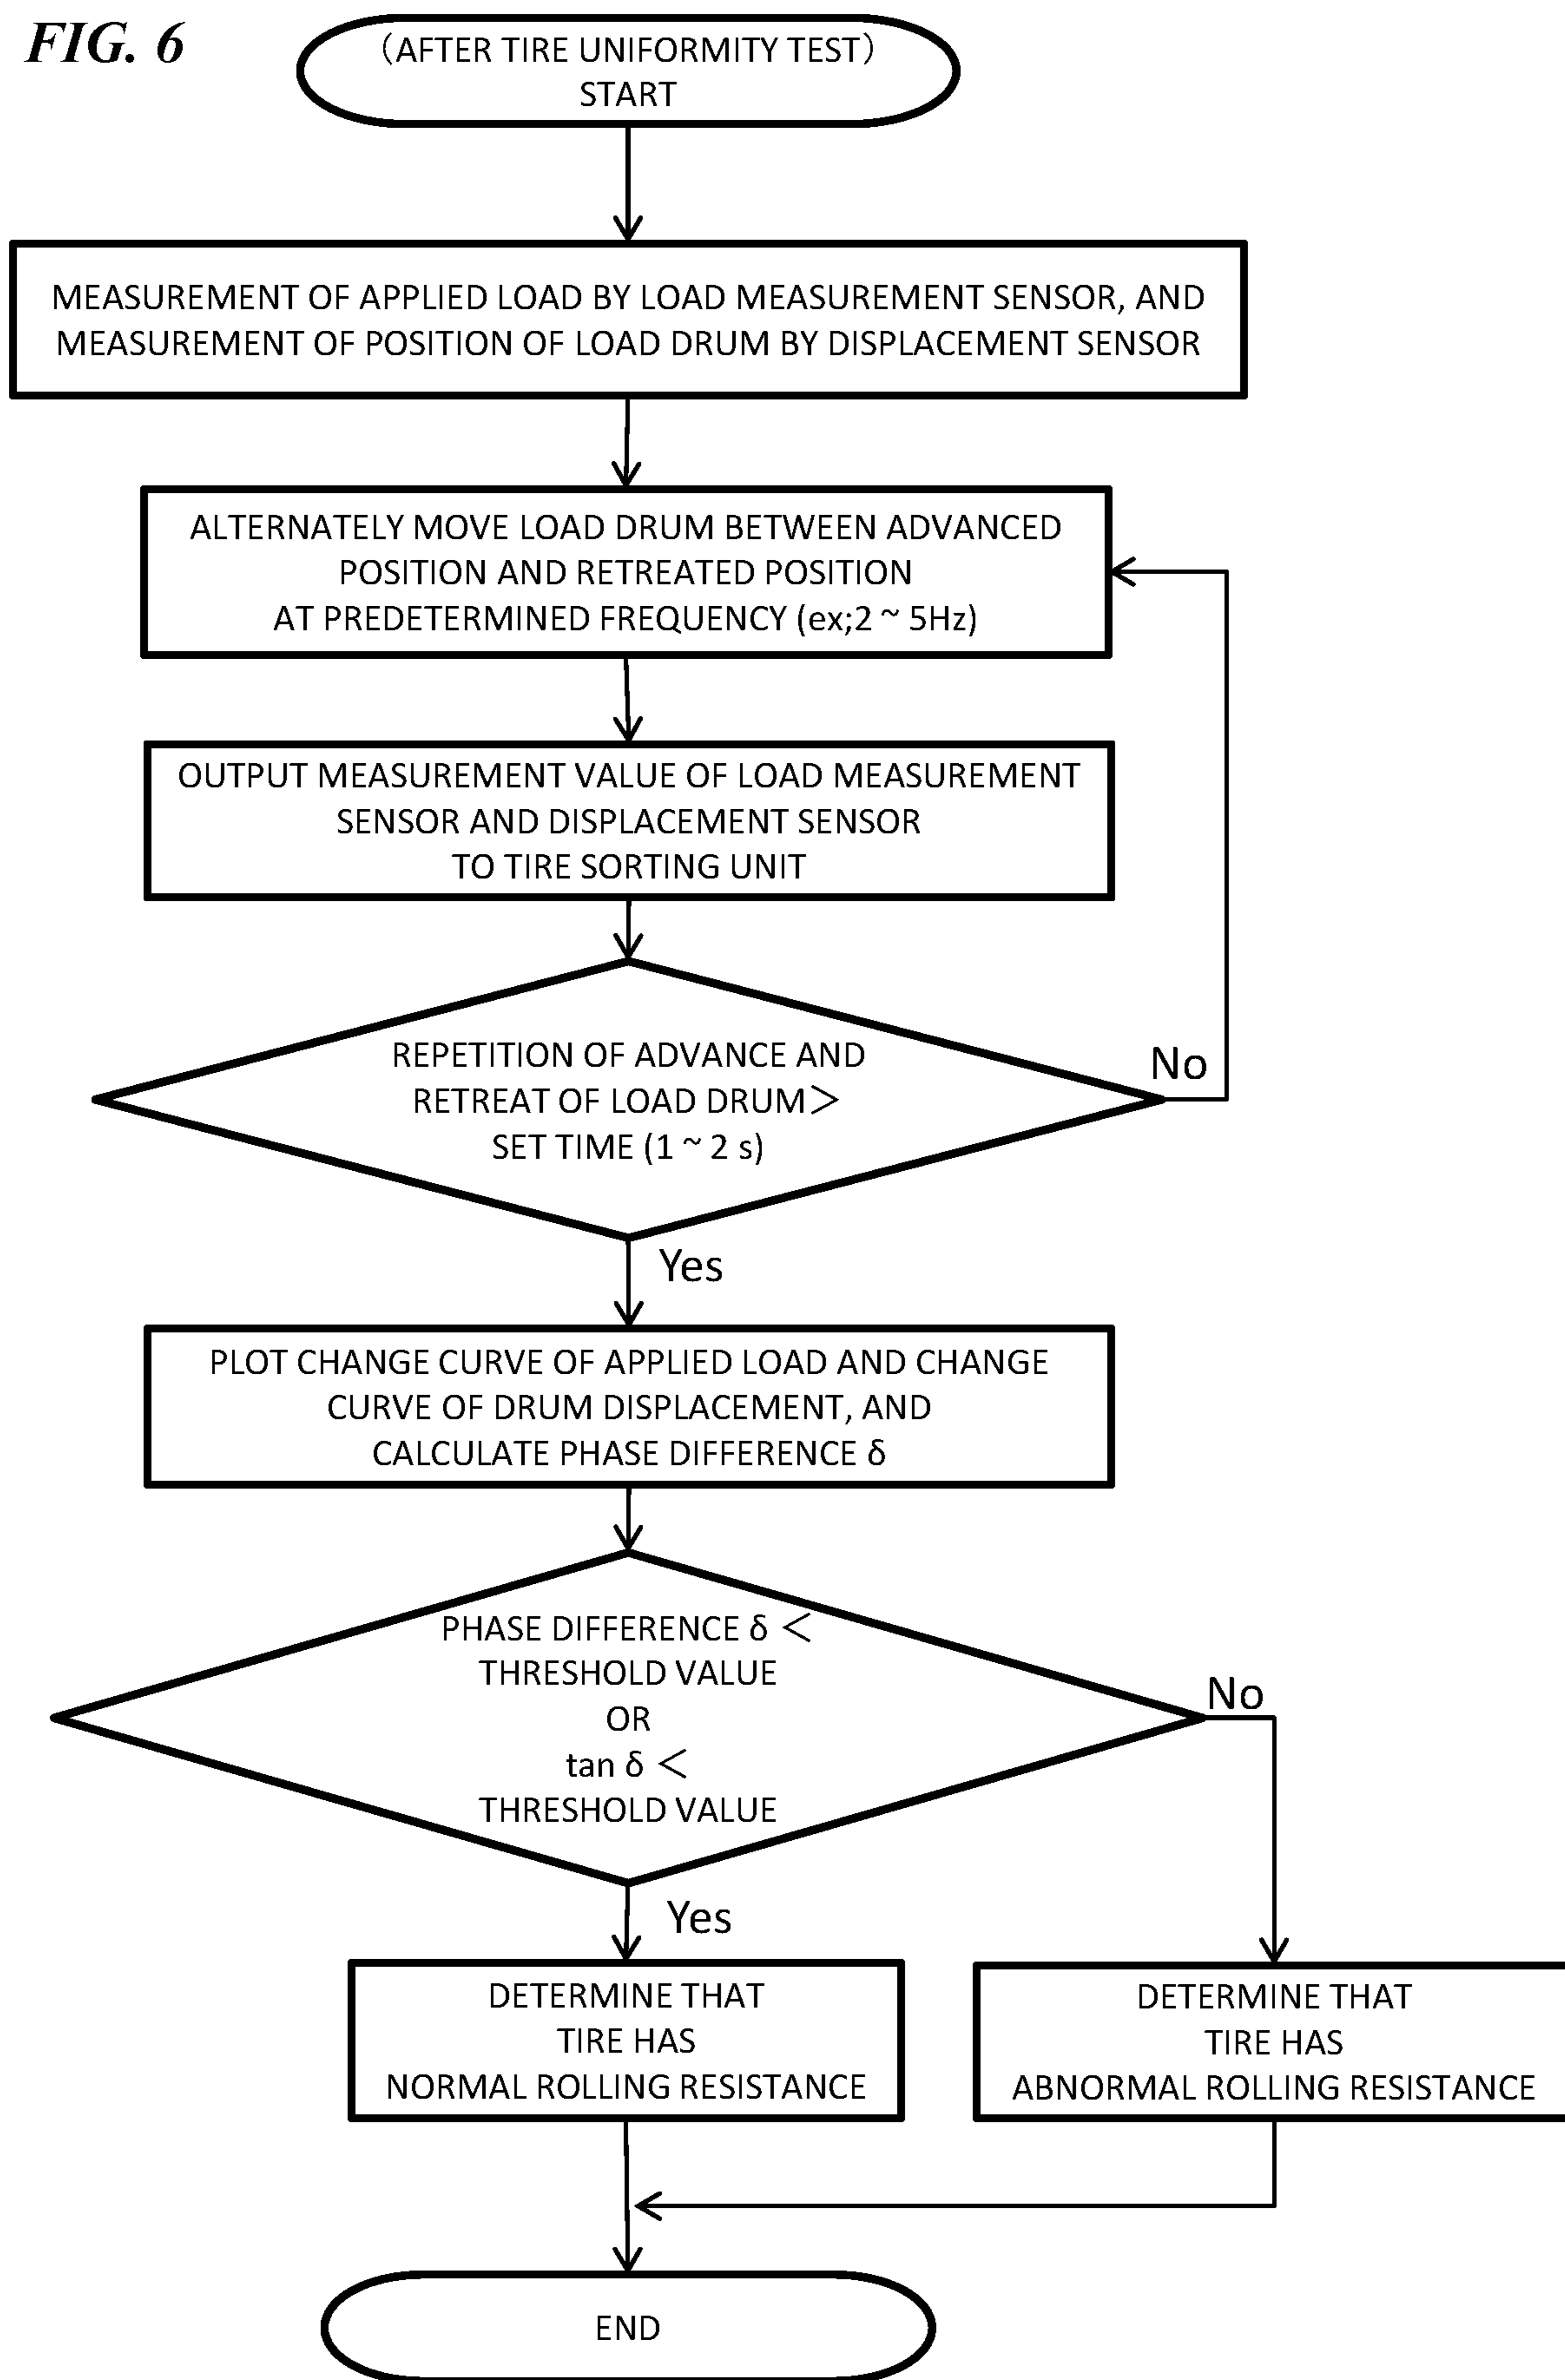 FIG. 6
(AFTER TIRE UNIFORMITY TEST)
START
MEASUREMENT OF APPLIED LOAD BY LOAD MEASUREMENT SENSOR, AND
MEASUREMENT OF POSITION OF LOAD DRUM BY DISPLACEMENT SENSOR
ALTERNATELY MOVE LOAD DRUM BETWEEN ADVANCED
POSITION AND RETREATED POSITION
AT PREDETERMINED FREQUENCY (ex;2 ~ 5Hz)
OUTPUT MEASUREMENT VALUE OF LOAD MEASUREMENT
SENSOR AND DISPLACEMENT SENSOR
TO TIRE SORTING UNIT
REPETITION OF ADVANCE AND
RETREAT OF LOAD DRUM＞
SET TIME (1 ~ 2 s)
No
Yes
PLOT CHANGE CURVE OF APPLIED LOAD AND CHANGE
CURVE OF DRUM DISPLACEMENT, AND
CALCULATE PHASE DIFFERENCE δ
PHASE DIFFERENCE δ ＜
THRESHOLD VALUE
OR
tan δ ＜
THRESHOLD VALUE
No
Yes
DETERMINE THAT
TIRE HAS
NORMAL ROLLING RESISTANCE
DETERMINE THAT
TIRE HAS
ABNORMAL ROLLING RESISTANCE
END